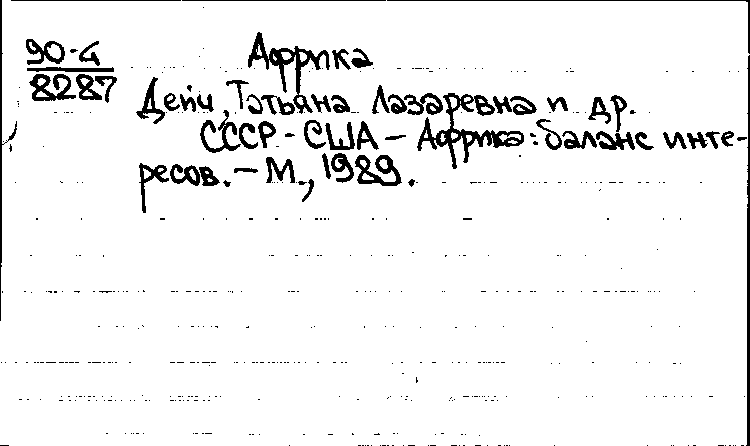 90-4
8287
Африка
Дейч, Татьяна Лазаревна и др.
СССР - США - Африка: баланс инте-
ресов. - М., 1989.